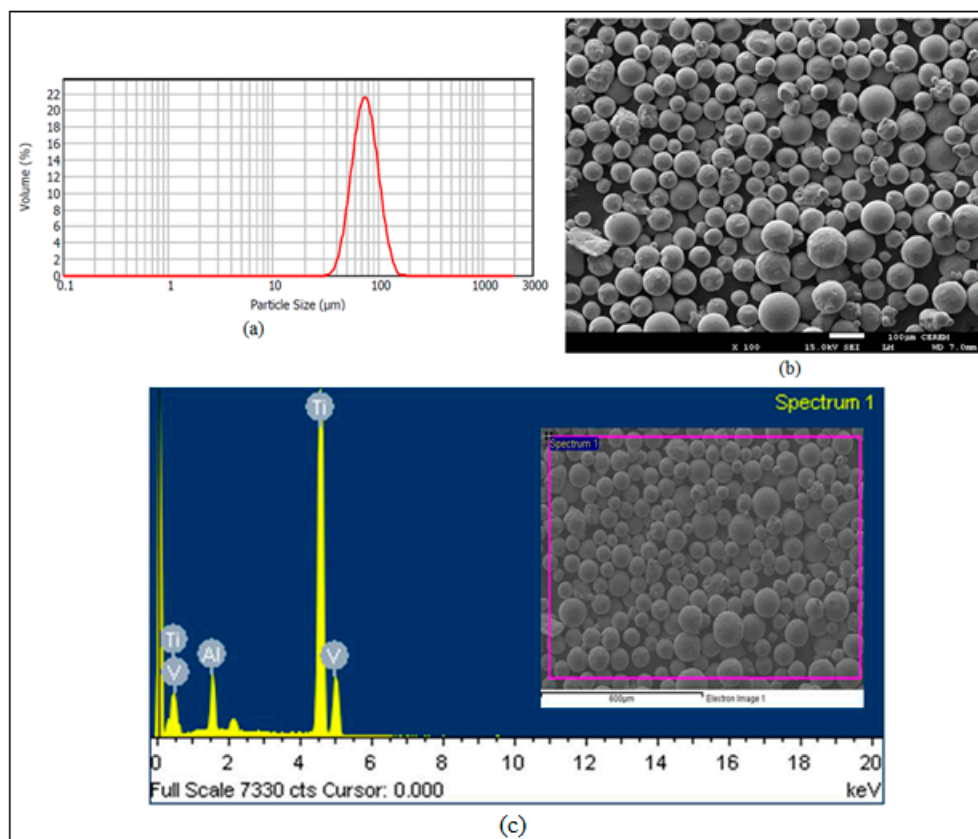 22
20
18
16
14
12
10
8
6
4
2
0
Volume (%)
0.1 1 10 100 1000 3000
Particle Size (µm)
(a)
100µm CEREM
X 100 15.0kV SEI LM WD 7.0mm
(b)
Spectrum 1
Ti
Spectrum 1
Ti
V
Al
V
600µm Electron Image 1
0 2 4 6 8 10 12 14 16 18 20
Full Scale 7330 cts Cursor: 0.000 keV
(c)